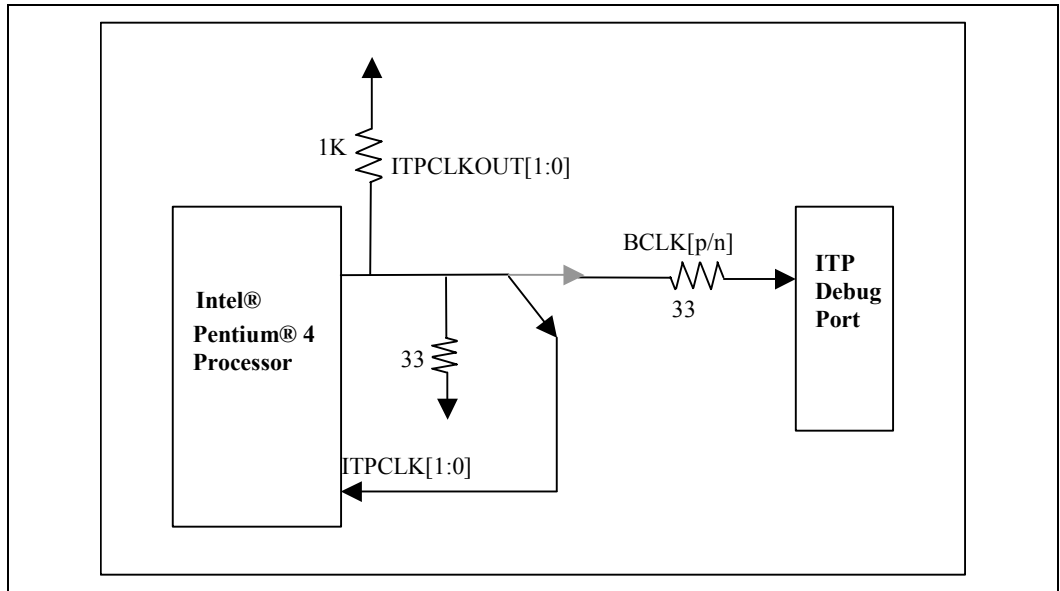 1K
ITPCLKOUT[1:0]
BCLK[p/n]
33
ITP
Debug
Port
Intel®
Pentium® 4
Processor
33
ITPCLK[1:0]